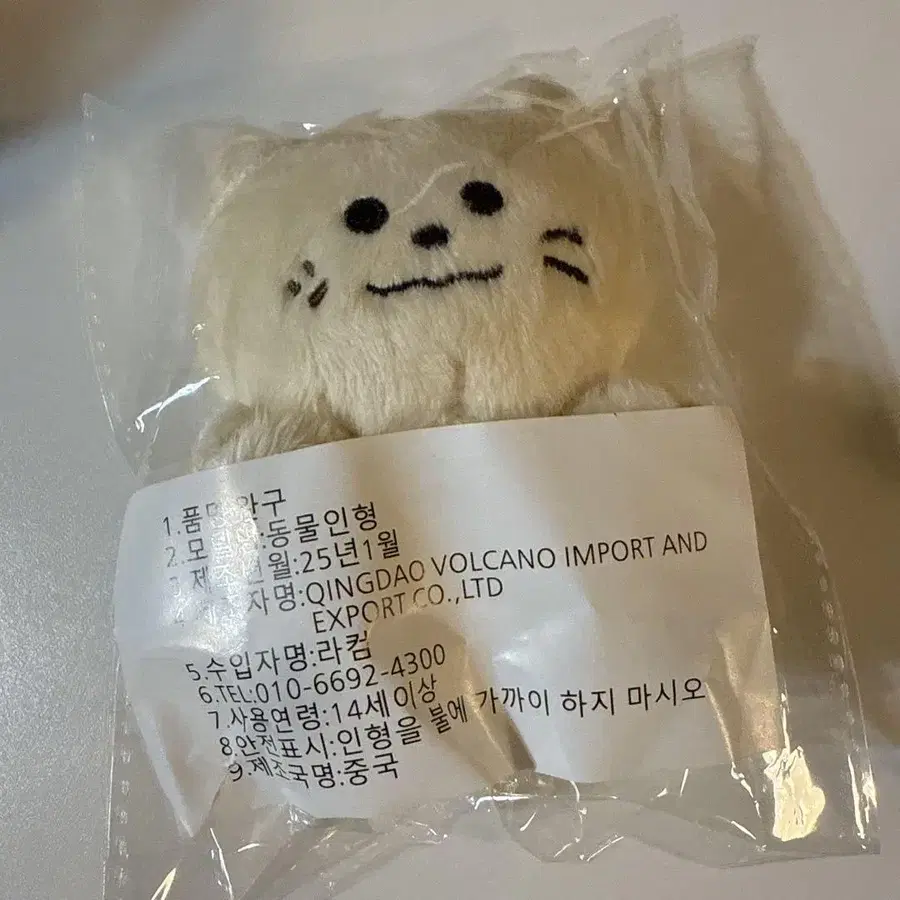 1.품명:완구
2.모델명:동물인형
3.제조년월:25년1월
4.제조자명:QINGDAO VOLCANO IMPORT AND
EXPORT CO.,LTD
5.수입자명:라컴
6.TEL:010-6692-4300
7.사용연령:14세이상
8.안전표시:인형을 불에 가까이 하지 마시오
9.제조국명:중국